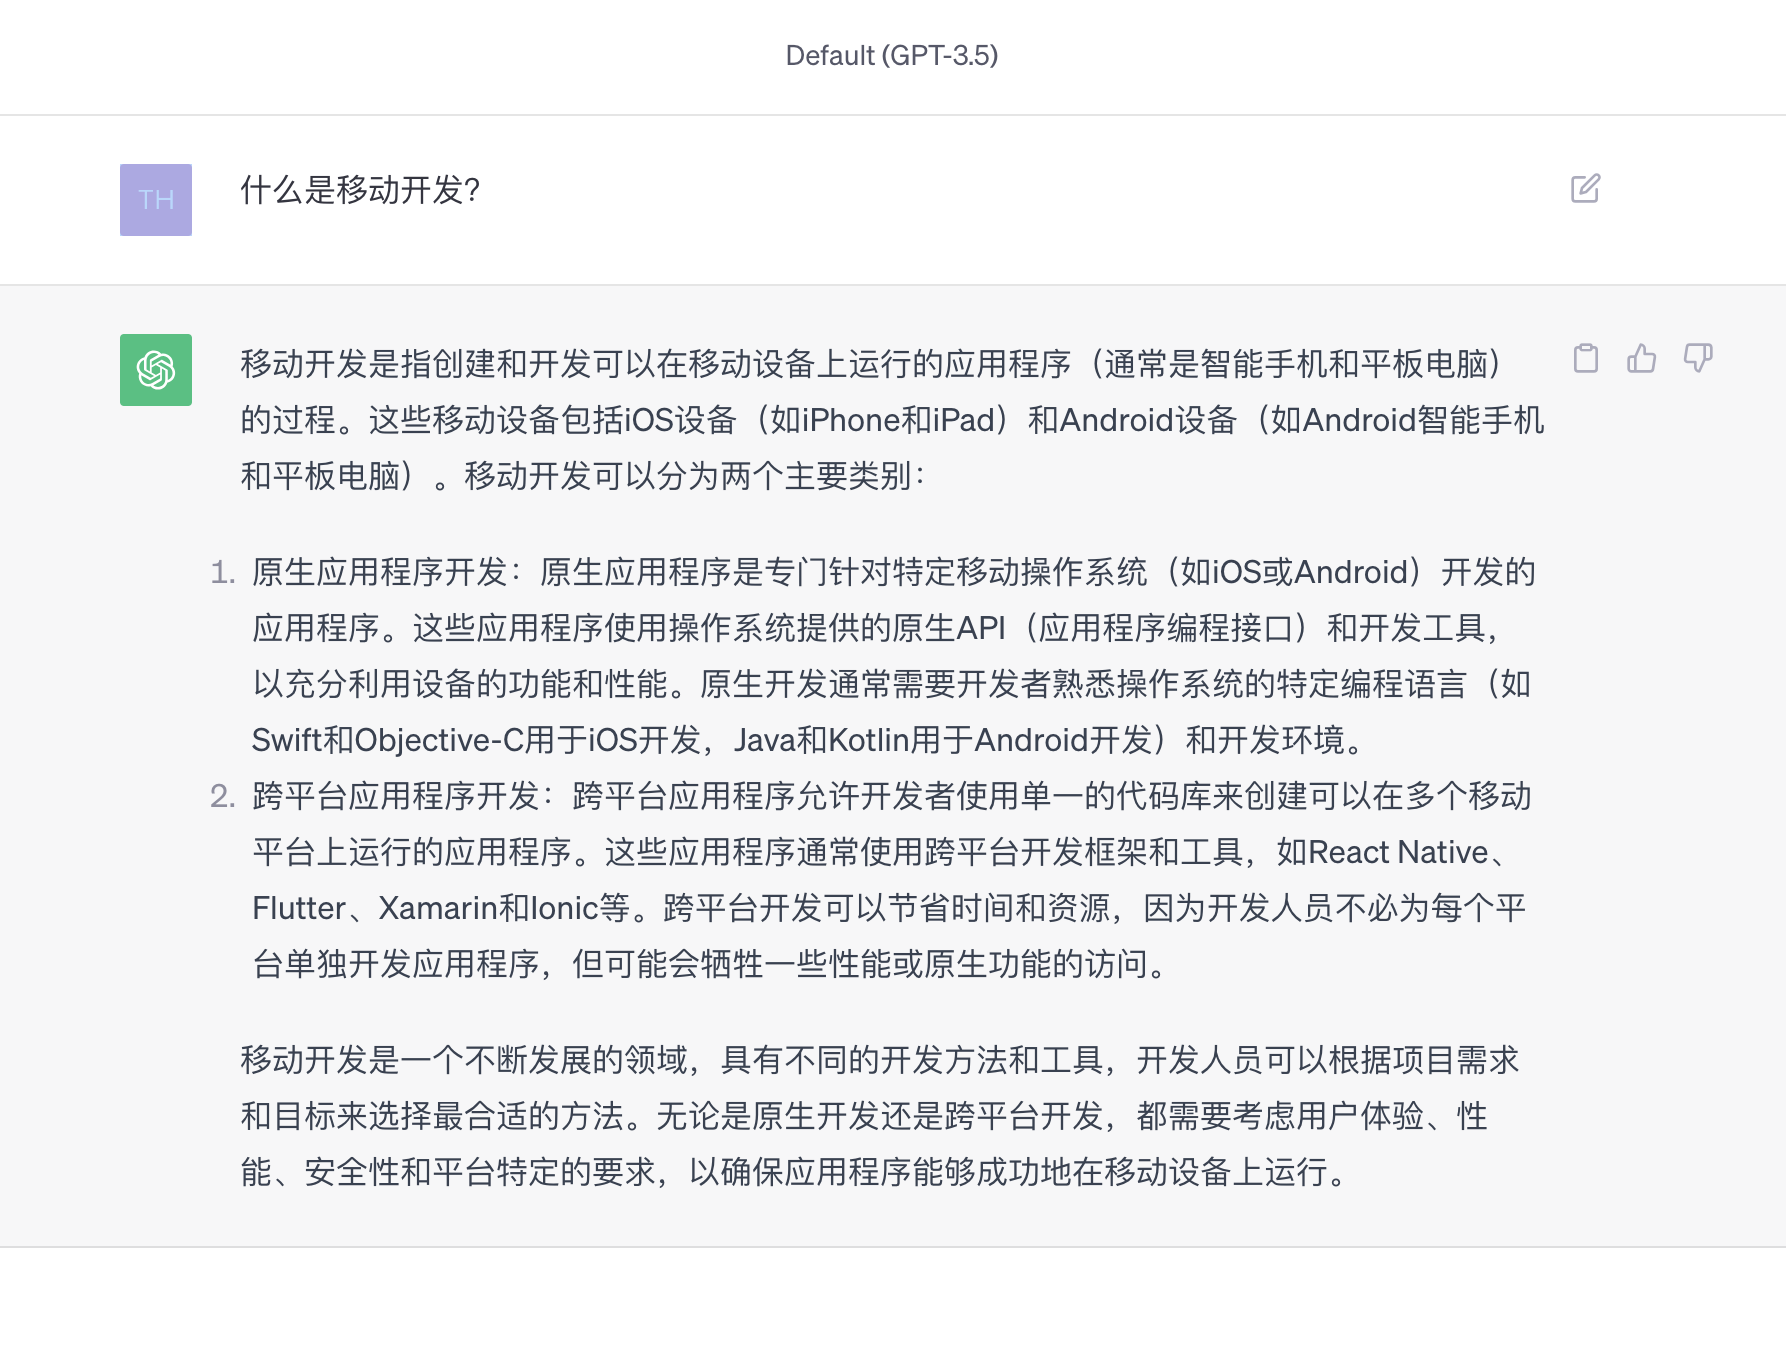 Default (GPT-3.5)
TH
什么是移动开发?
移动开发是指创建和开发可以在移动设备上运行的应用程序（通常是智能手机和平板电脑）
的过程。这些移动设备包括iOS设备（如iPhone和iPad）和Android设备（如Android智能手机
和平板电脑）。移动开发可以分为两个主要类别：
1. 原生应用程序开发：原生应用程序是专门针对特定移动操作系统（如iOS或Android）开发的
应用程序。这些应用程序使用操作系统提供的原生API（应用程序编程接口）和开发工具，
以充分利用设备的功能和性能。原生开发通常需要开发者熟悉操作系统的特定编程语言（如
Swift和Objective-C用于iOS开发，Java和Kotlin用于Android开发）和开发环境。
2. 跨平台应用程序开发：跨平台应用程序允许开发者使用单一的代码库来创建可以在多个移动
平台上运行的应用程序。这些应用程序通常使用跨平台开发框架和工具，如React Native、
Flutter、Xamarin和Ionic等。跨平台开发可以节省时间和资源，因为开发人员不必为每个平
台单独开发应用程序，但可能会牺牲一些性能或原生功能的访问。
移动开发是一个不断发展的领域，具有不同的开发方法和工具，开发人员可以根据项目需求
和目标来选择最合适的方法。无论是原生开发还是跨平台开发，都需要考虑用户体验、性
能、安全性和平台特定的要求，以确保应用程序能够成功地在移动设备上运行。